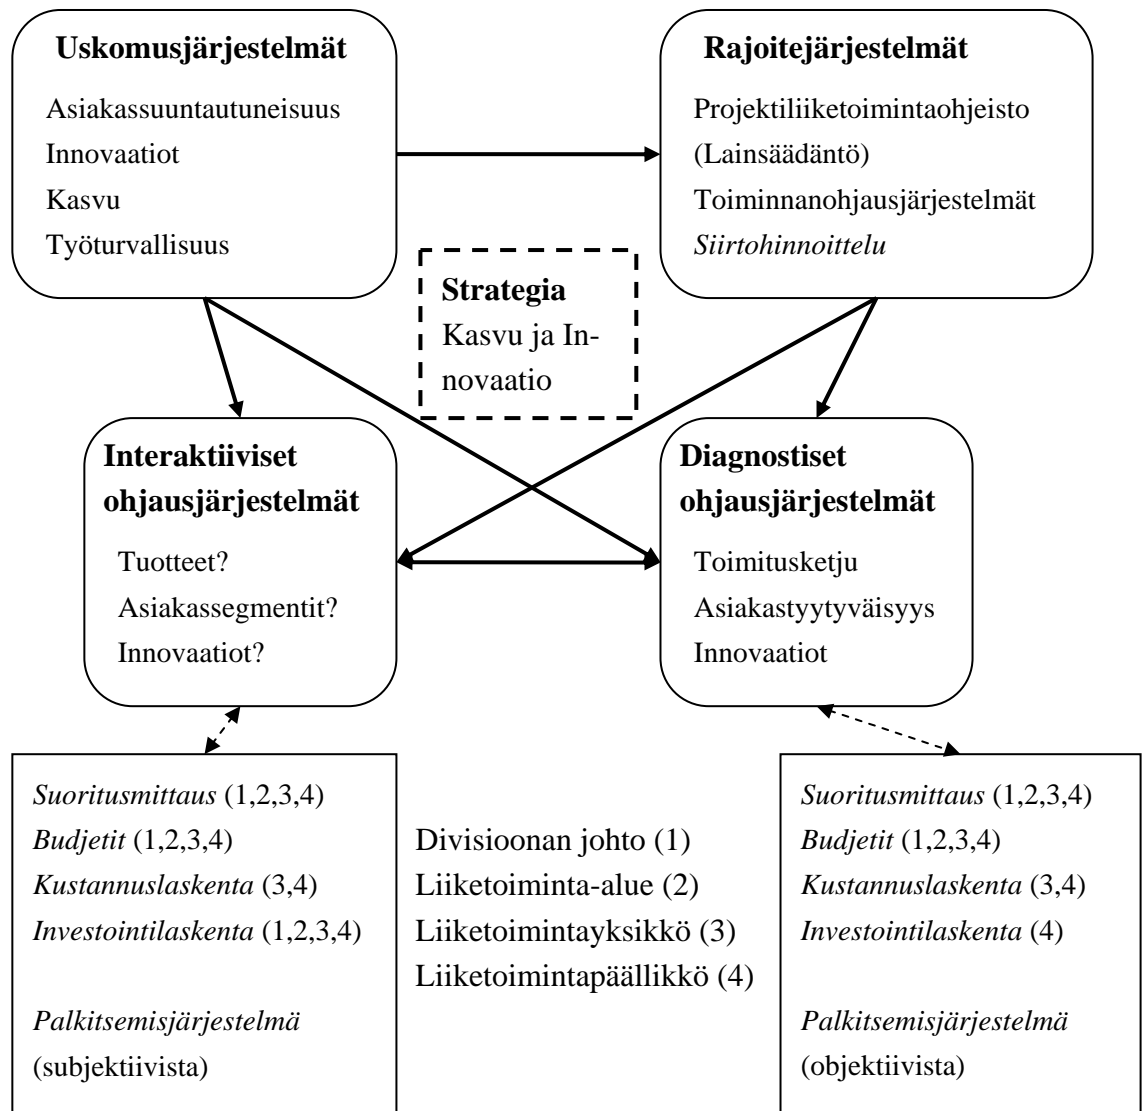 Uskomusjärjestelmät
Asiakassuuntautuneisuus
Innovaatiot
Kasvu
Työturvallisuus
Rajoitejärjestelmät
Projektiliiketoimintaohjeisto
(Lainsäädäntö)
Toiminnanohjausjärjestelmät
Siirtohinnoittelu
Strategia
Kasvu ja In-
novaatio
Interaktiiviset
ohjausjärjestelmät
Tuotteet?
Asiakassegmentit?
Innovaatiot?
Diagnostiset
ohjausjärjestelmät
Toimitusketju
Asiakastyytyväisyys
Innovaatiot
Suoritusmittaus (1,2,3,4)
Budjetit (1,2,3,4)
Kustannuslaskenta (3,4)
Investointilaskenta (1,2,3,4)
Palkitsemisjärjestelmä
(subjektiivista)
Divisioonan johto (1)
Liiketoiminta-alue (2)
Liiketoimintayksikkö (3)
Liiketoimintapäällikkö (4)
Suoritusmittaus (1,2,3,4)
Budjetit (1,2,3,4)
Kustannuslaskenta (3,4)
Investointilaskenta (4)
Palkitsemisjärjestelmä
(objektiivista)